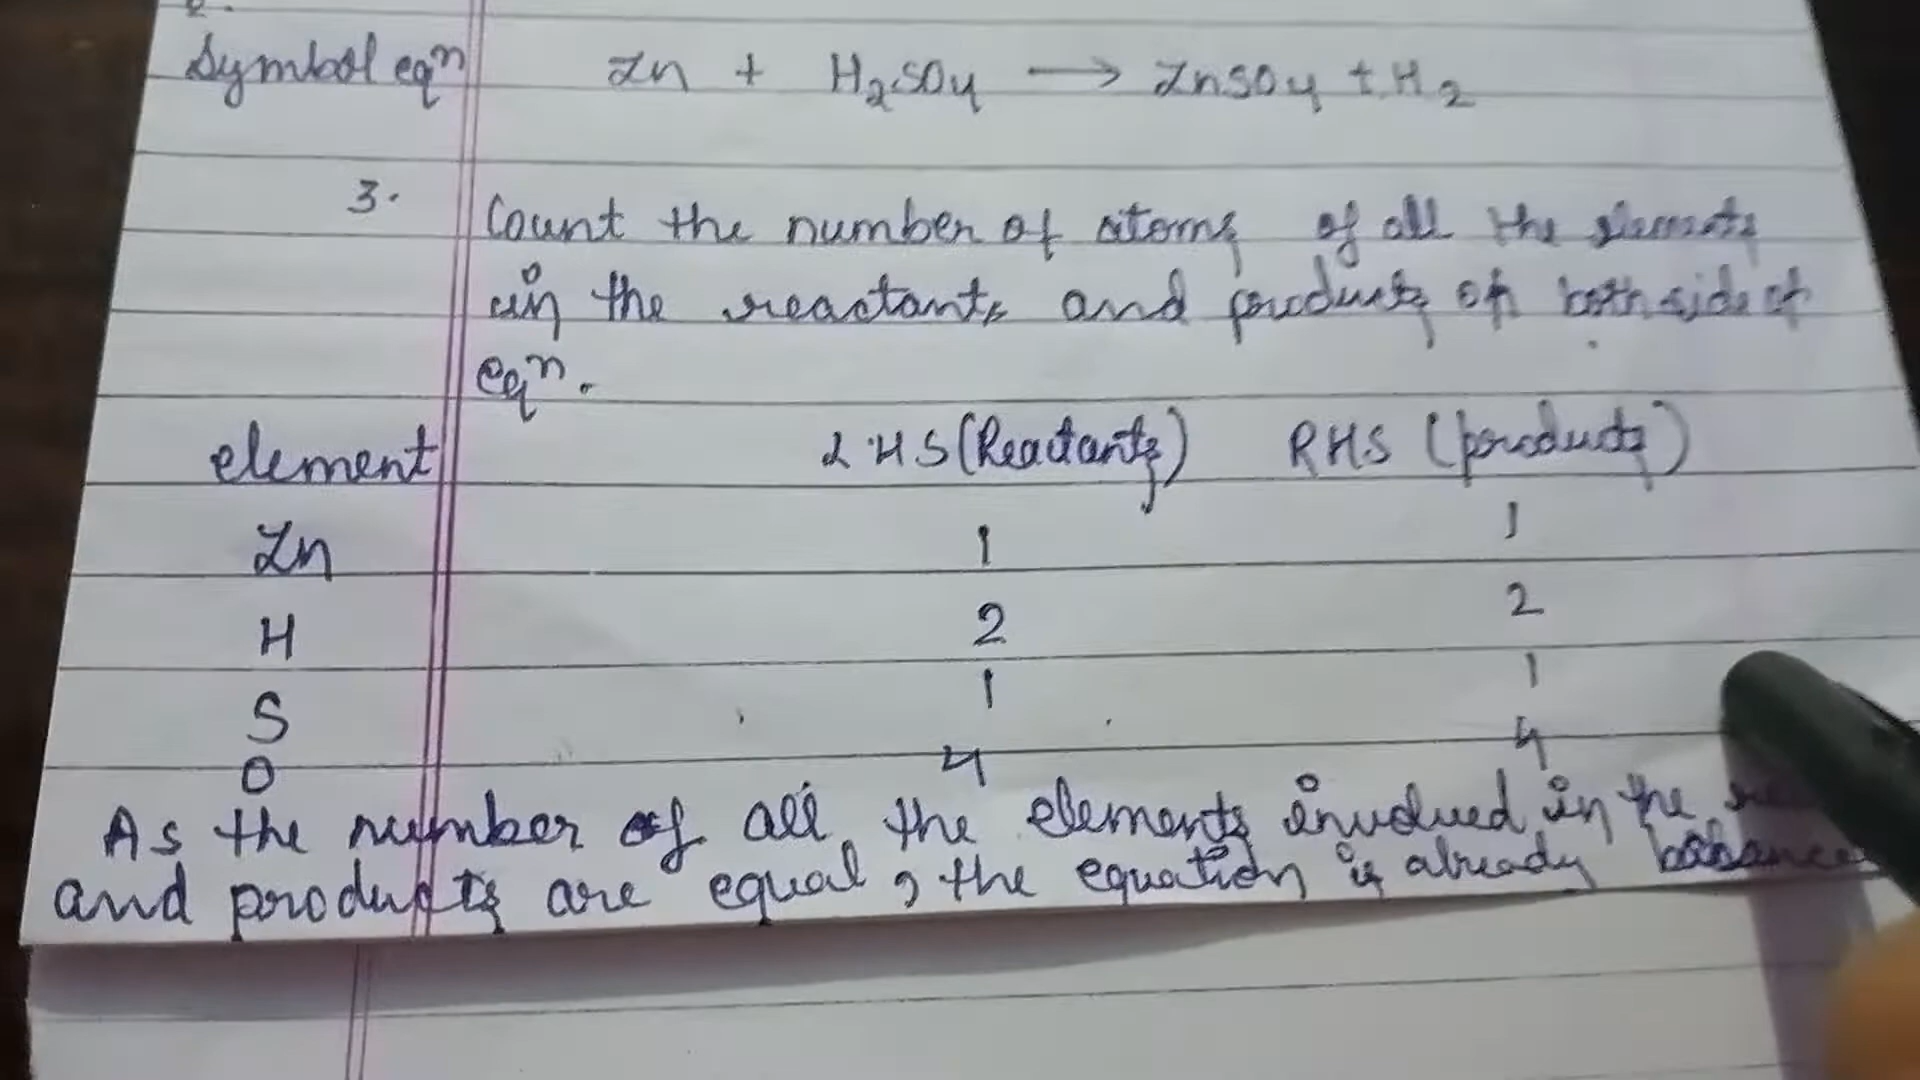 2.
Symbol eqⁿ Zn + H₂SO₄ → ZnSO₄ + H₂
3. Count the number of atoms of all the elements
in the reactants and products of both side of
eqⁿ.
element LHS (Reactants) RHS (products)
Zn 1 1
H 2 2
S 1 1
O 4 4
As the number of all the elements involved in the
and products are equal, the equation is already